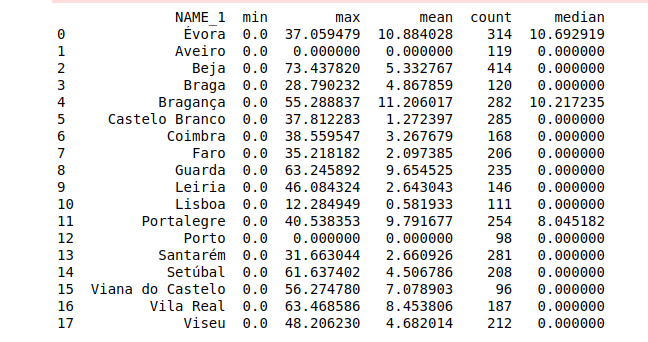 NAME_1 min max mean count median
0 Évora 0.0 37.059479 10.884028 314 10.692919
1 Aveiro 0.0 0.000000 0.000000 119 0.000000
2 Beja 0.0 73.437820 5.332767 414 0.000000
3 Braga 0.0 28.790232 4.867859 120 0.000000
4 Bragança 0.0 55.288837 11.206017 282 10.217235
5 Castelo Branco 0.0 37.812283 1.272397 285 0.000000
6 Coimbra 0.0 38.559547 3.267679 168 0.000000
7 Faro 0.0 35.218182 2.097385 206 0.000000
8 Guarda 0.0 63.245892 9.654525 235 0.000000
9 Leiria 0.0 46.084324 2.643043 146 0.000000
10 Lisboa 0.0 12.284949 0.581933 111 0.000000
11 Portalegre 0.0 40.538353 9.791677 254 8.045182
12 Porto 0.0 0.000000 0.000000 98 0.000000
13 Santarém 0.0 31.663044 2.660926 281 0.000000
14 Setúbal 0.0 61.637402 4.506786 208 0.000000
15 Viana do Castelo 0.0 56.274780 7.078903 96 0.000000
16 Vila Real 0.0 63.468586 8.453806 187 0.000000
17 Viseu 0.0 48.206230 4.682014 212 0.000000